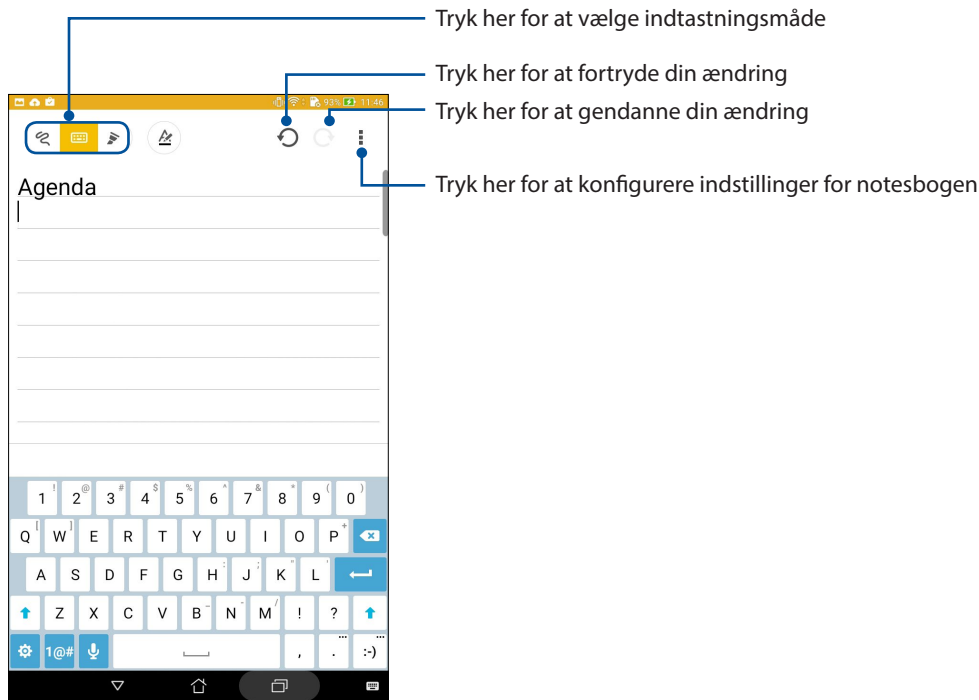 Tryk her for at vælge indtastningsmåde
Tryk her for at fortryde din ændring
93% 11:46
Tryk her for at gendanne din ændring
Tryk her for at konfigurere indstillinger for notesbogen
Agenda
1 ! 2 @ 3 # 4 $ 5 % 6 ^ 7 & 8 * 9 ( 0 )
Q [ W ] E R T Y U I O P +
A S D F G H : J ; K " L '
Z X C V B _ N - M / ! ?
1@# , . ... :-) ...